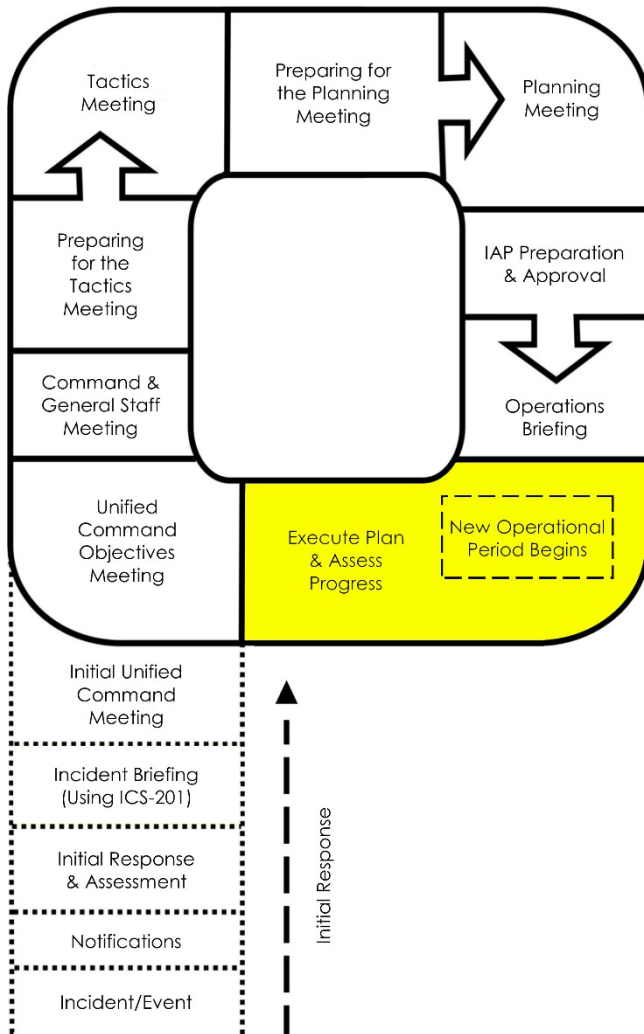 Tactics
Meeting
Preparing for
the Planning
Meeting
Planning
Meeting
Preparing
for the
Tactics
Meeting
IAP Preparation
& Approval
Command &
General Staff
Meeting
Operations
Briefing
Unified
Command
Objectives
Meeting
Execute Plan
& Assess
Progress
New Operational
Period Begins
Initial Unified
Command
Meeting
Incident Briefing
(Using ICS-201)
Initial Response
& Assessment
Notifications
Incident/Event
Initial Response